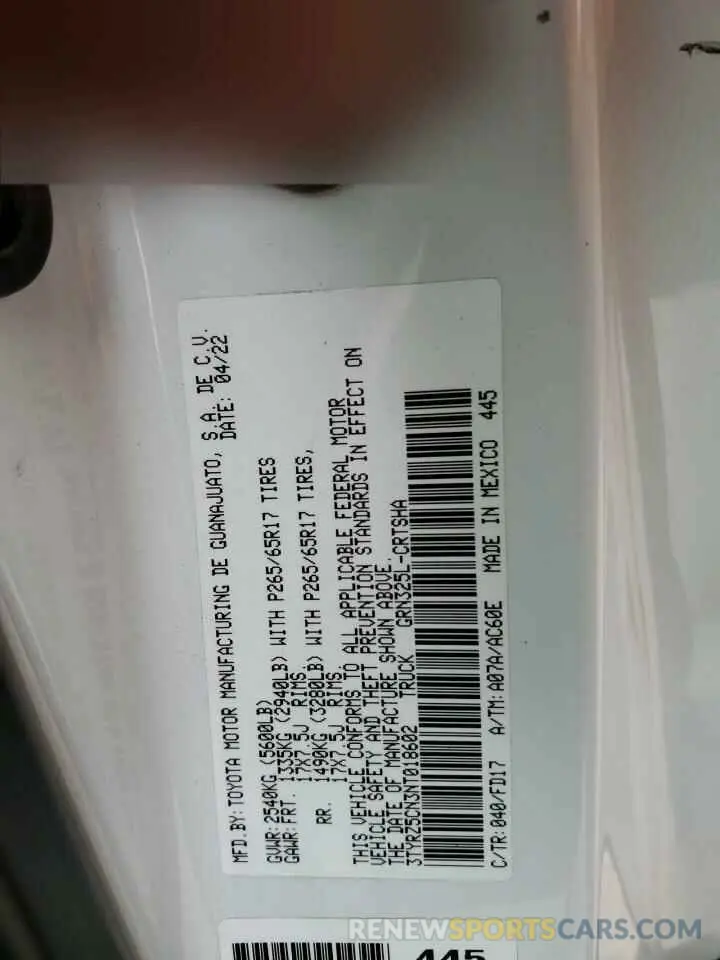 MFD.BY: TOYOTA MOTOR MANUFACTURING DE GUANAJUATO, S.A. DE C.V.
DATE: 04/22
GVWR: 2540KG (5600LB)
GAWR: FRT. 1335KG (2940LB) WITH P265/65R17 TIRES
17X7.5J RIMS.
RR. 1490KG (3280LB) WITH P265/65R17 TIRES,
17X7.5J RIMS.
THIS VEHICLE CONFORMS TO ALL APPLICABLE FEDERAL MOTOR
VEHICLE SAFETY AND THEFT PREVENTION STANDARDS IN EFFECT ON
THE DATE OF MANUFACTURE SHOWN ABOVE.
3TYRZ5CN3NT018602 TRUCK GRN325L-CRTSHA
C/TR: 040/FD17 A/TM: A07A/AC60E MADE IN MEXICO 445
445
RENEWSPORTSCARS.COM